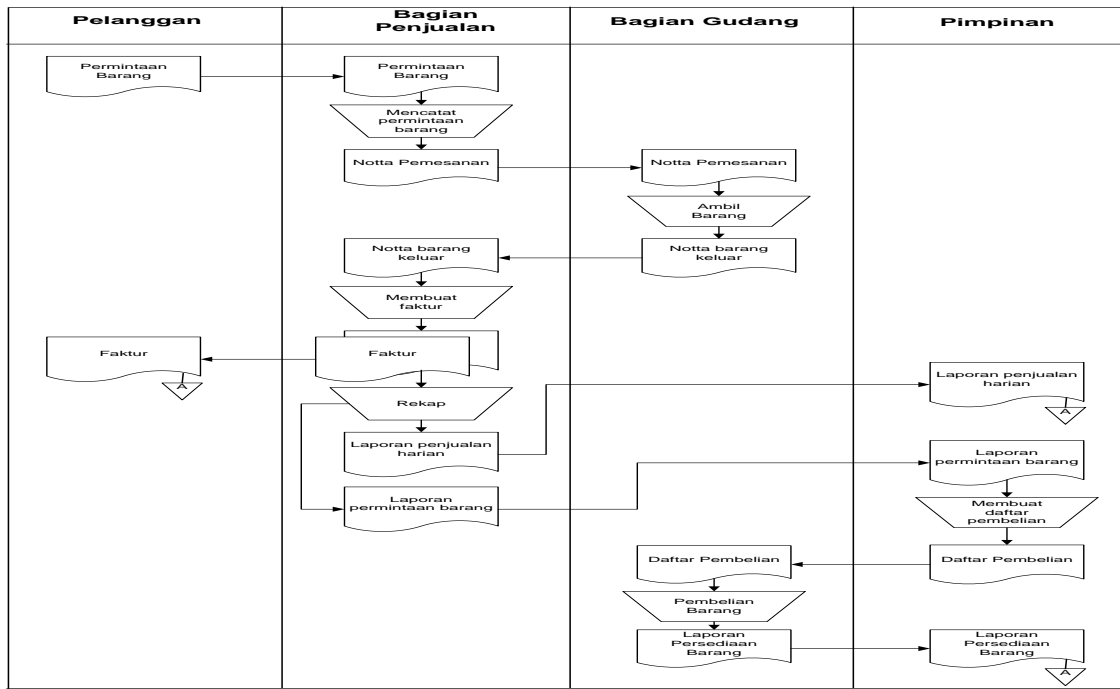 Pelanggan
Bagian
Penjualan
Bagian Gudang
Pimpinan
Permintaan
Barang
Permintaan
Barang
Mencatat
permintaan
barang
Notta Pemesanan
Notta Pemesanan
Ambil
Barang
Notta barang
keluar
Notta barang
keluar
Membuat
faktur
Faktur
A
Faktur
Rekap
Laporan penjualan
harian
A
Laporan penjualan
harian
Laporan
permintaan barang
Laporan
permintaan barang
Membuat
daftar
pembelian
Daftar Pembelian
Daftar Pembelian
Pembelian
Barang
Laporan
Persediaan
Barang
Laporan
Persediaan
Barang
A